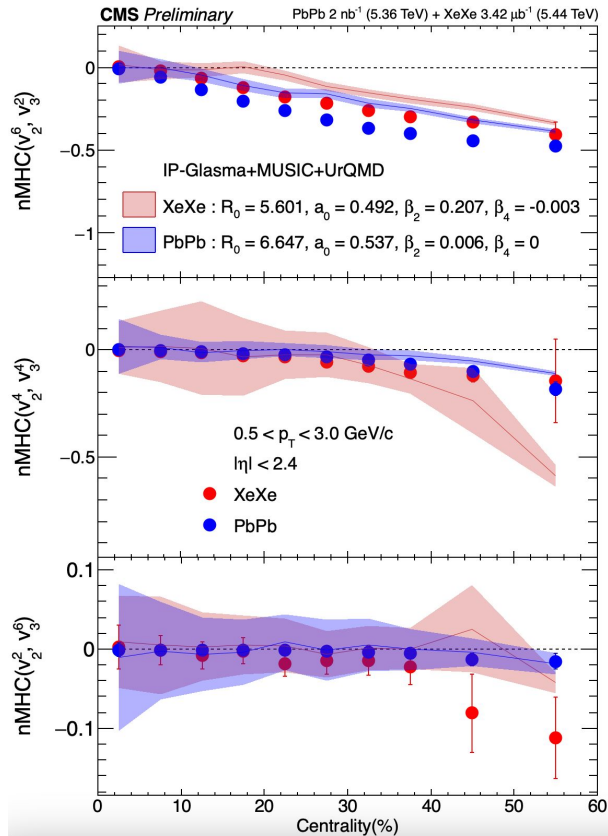 CMS Preliminary PbPb 2 nb⁻¹ (5.36 TeV) + XeXe 3.42 μb⁻¹ (5.44 TeV)
nMHC(v₂⁶, v₃²)
0
−0.5
−1
IP-Glasma+MUSIC+UrQMD
XeXe : R₀ = 5.601, a₀ = 0.492, β₂ = 0.207, β₄ = -0.003
PbPb : R₀ = 6.647, a₀ = 0.537, β₂ = 0.006, β₄ = 0
nMHC(v₂⁴, v₃⁴)
0
−0.5
0.5 < p_T < 3.0 GeV/c
|η| < 2.4
XeXe
PbPb
nMHC(v₂², v₃⁶)
0.1
0
−0.1
0 10 20 30 40 50 60
Centrality(%)